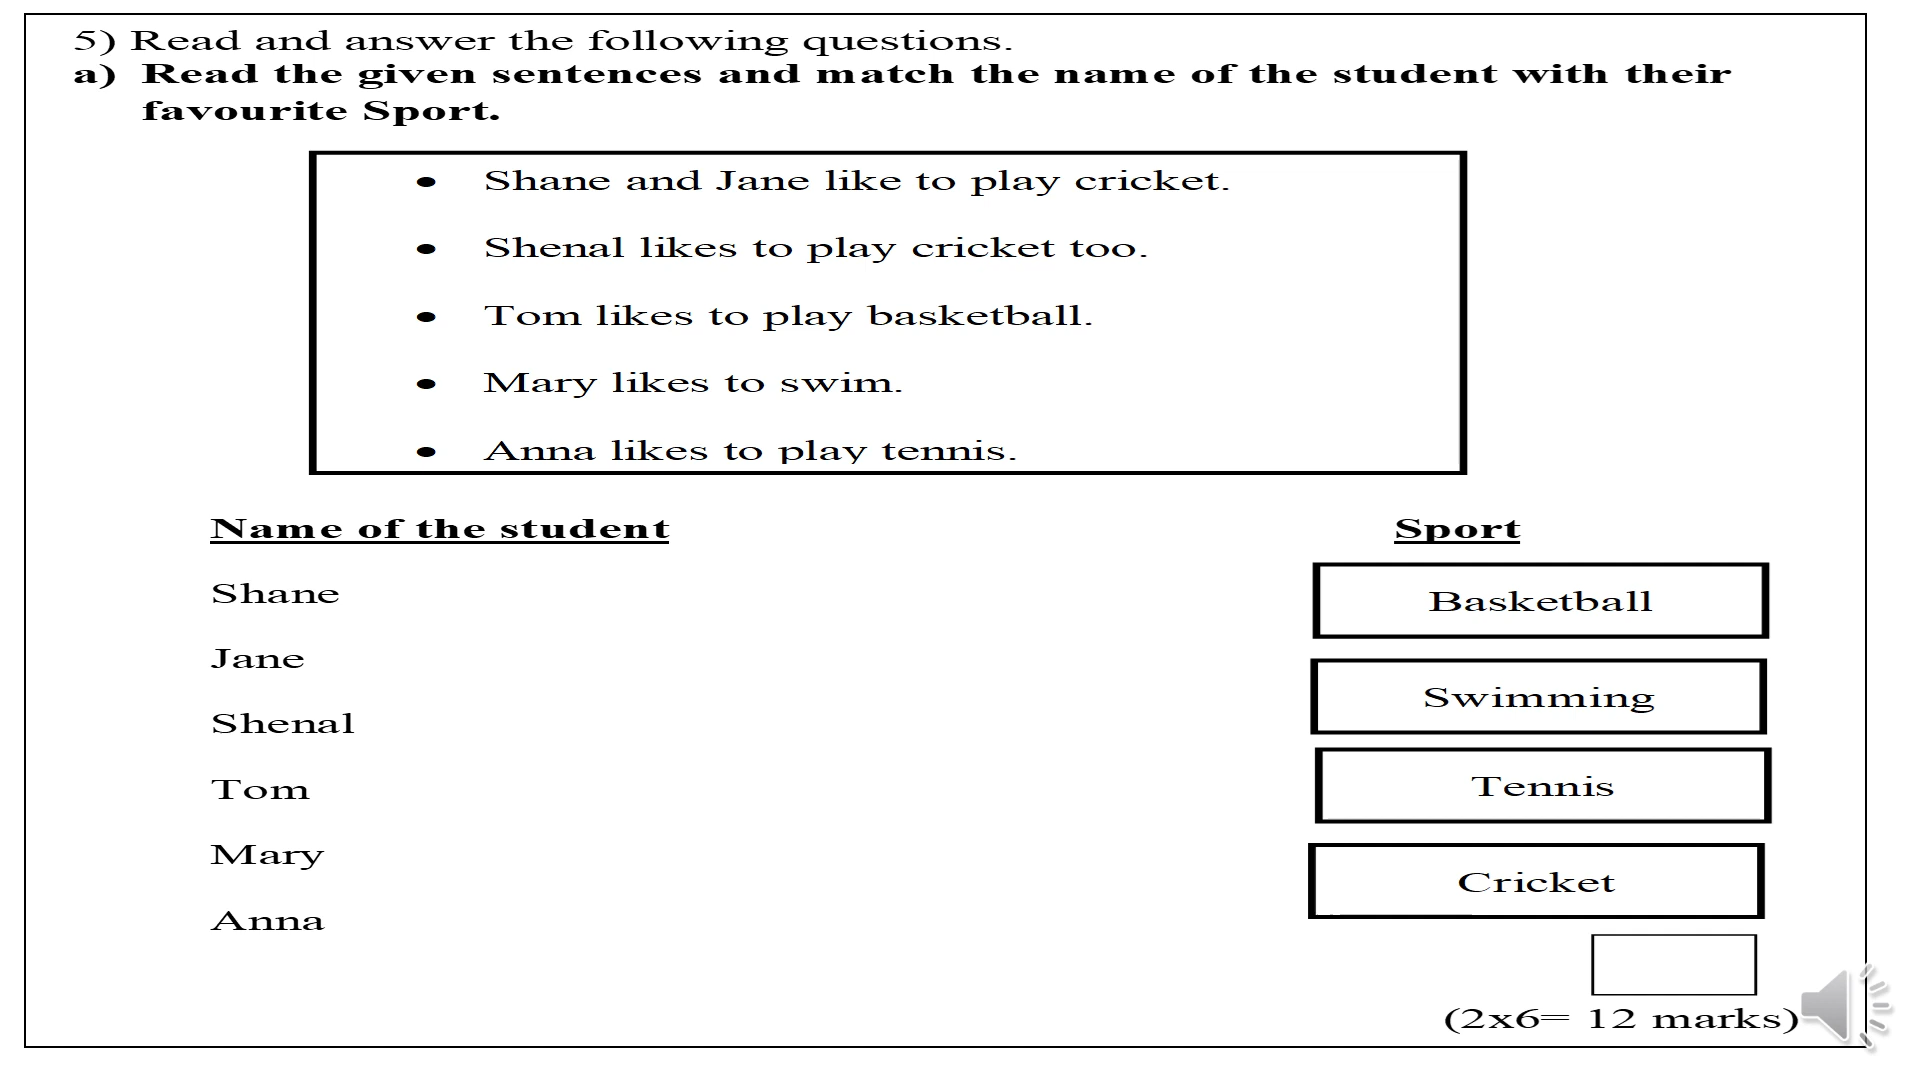 5) Read and answer the following questions.
a) Read the given sentences and match the name of the student with their
favourite Sport.
• Shane and Jane like to play cricket.
• Shenal likes to play cricket too.
• Tom likes to play basketball.
• Mary likes to swim.
• Anna likes to play tennis.
Name of the student
Sport
Shane
Jane
Shenal
Tom
Mary
Anna
Basketball
Swimming
Tennis
Cricket
(2x6= 12 marks)